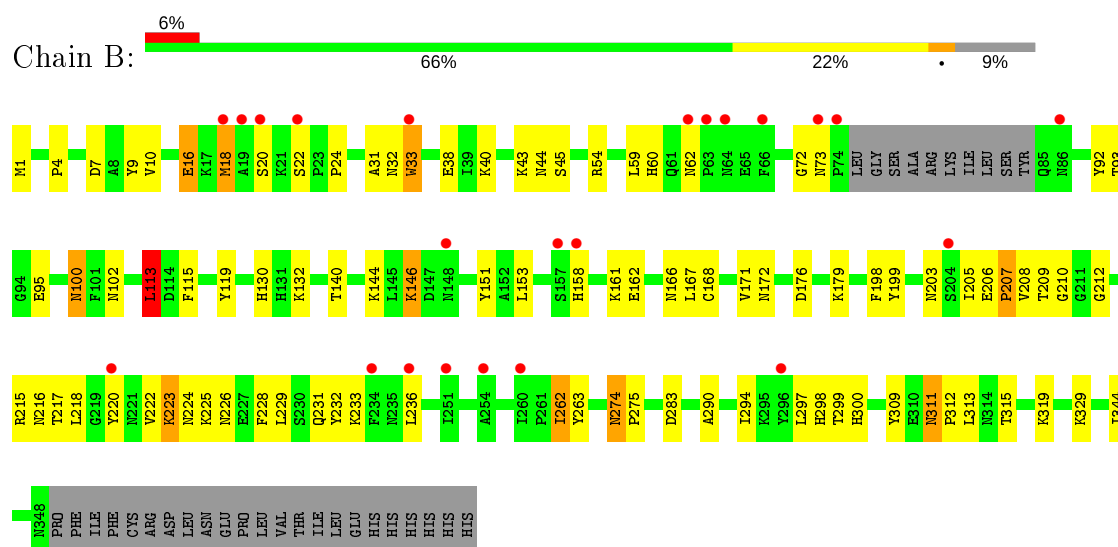 6%
Chain B:
66% 22% • 9%
M1 P4 D7 A8 Y9 V10 E16 K17 M18 A19 S20 K21 S22 P23 P24 A31 N32 W33 E38 I39 K40 K43 N44 S45 R54 L59 H60 Q61 N62 P63 N64 E65 F66 G72 N73 P74 LEU GLY SER ALA ARG LYS ILE LEU SER TYR Q85 N86 Y92 T93
G94 E95 N100 F101 N102 L113 D114 F115 Y119 H130 H131 K132 T140 K144 L145 K146 D147 N148 Y151 A152 L153 S157 H158 K161 E162 N166 L167 C168 V171 N172 D176 K179 F198 Y199 N203 S204 I205 E206 P207 V208 T209 G210 G211 G212
R215 N216 T217 L218 G219 Y220 N221 V222 K223 N224 K225 N226 E227 F228 L229 S230 Q231 Y232 K233 F234 N235 L236 I251 A254 I260 P261 I262 Y263 N274 P275 D283 A290 I294 K295 Y296 L297 H298 T299 H300 Y309 E310 N311 P312 L313 N314 T315 K319 K329
N348 PRO PHE ILE PHE CYS ARG ASP LEU ASN GLU PRO LEU VAL THR ILE LEU GLU HIS HIS HIS HIS HIS HIS